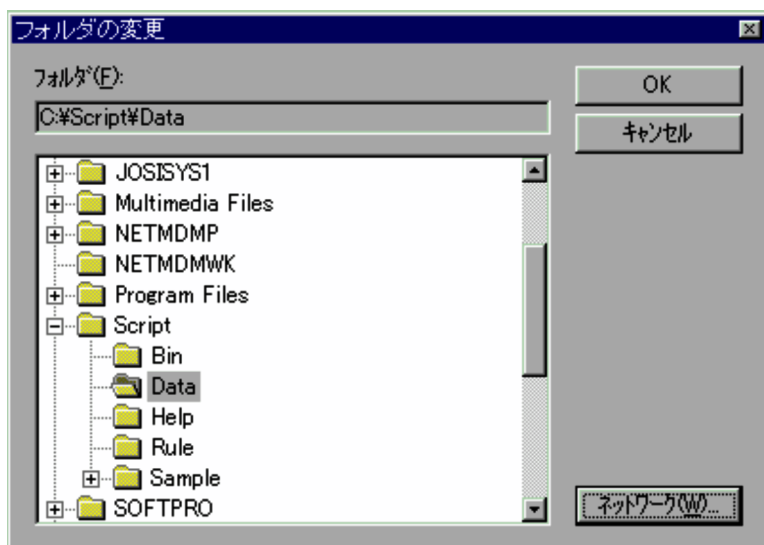 フォルダの変更
フォルダ(F):
C:¥Script¥Data
OK
キャンセル
JOSISYS1
Multimedia Files
NETMDMP
NETMDMWK
Program Files
Script
Bin
Data
Help
Rule
Sample
SOFTPRO
ネットワーク(W)...